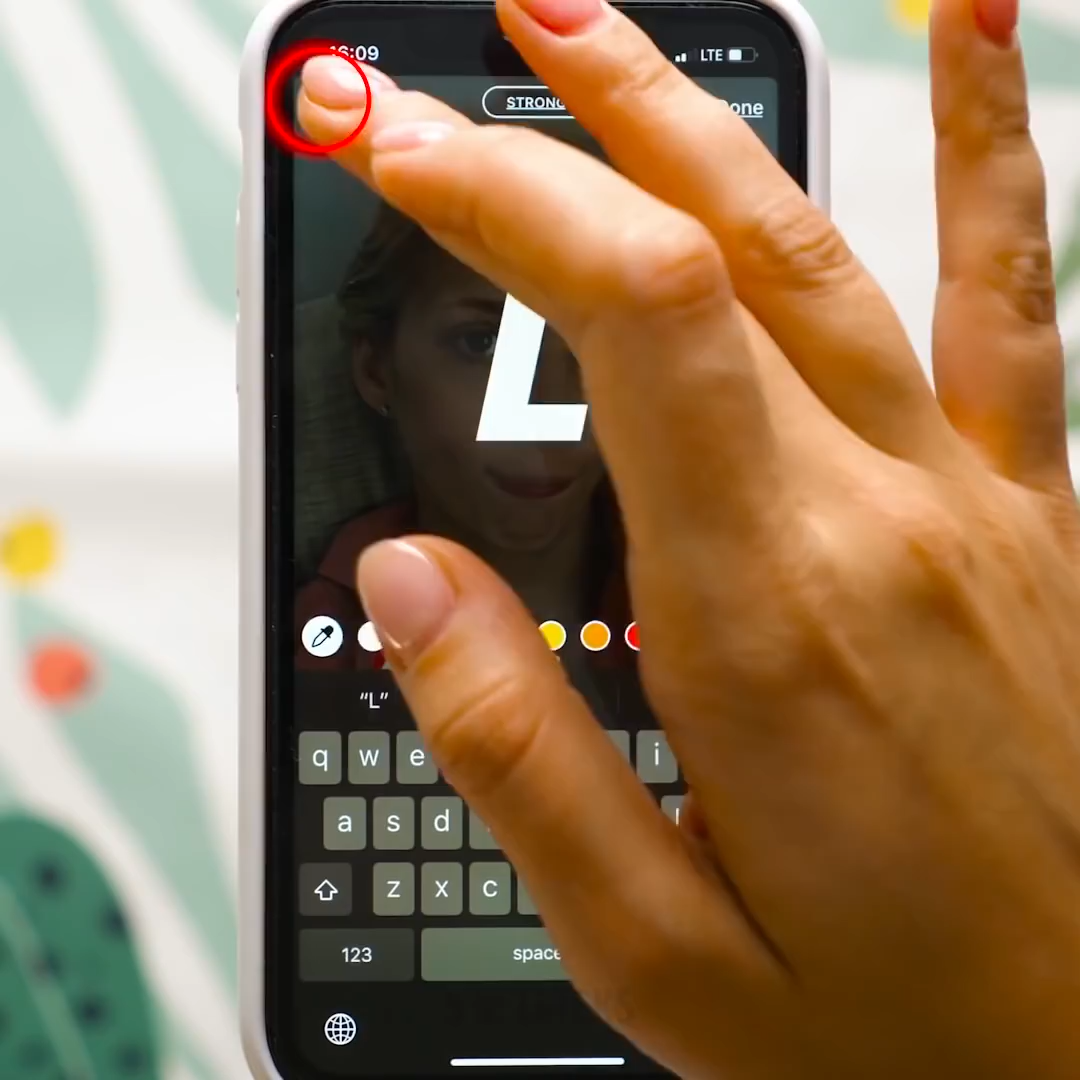 16:09 LTE
STRONG Done
L
"L"
q w e i
a s d
z x c
123 space